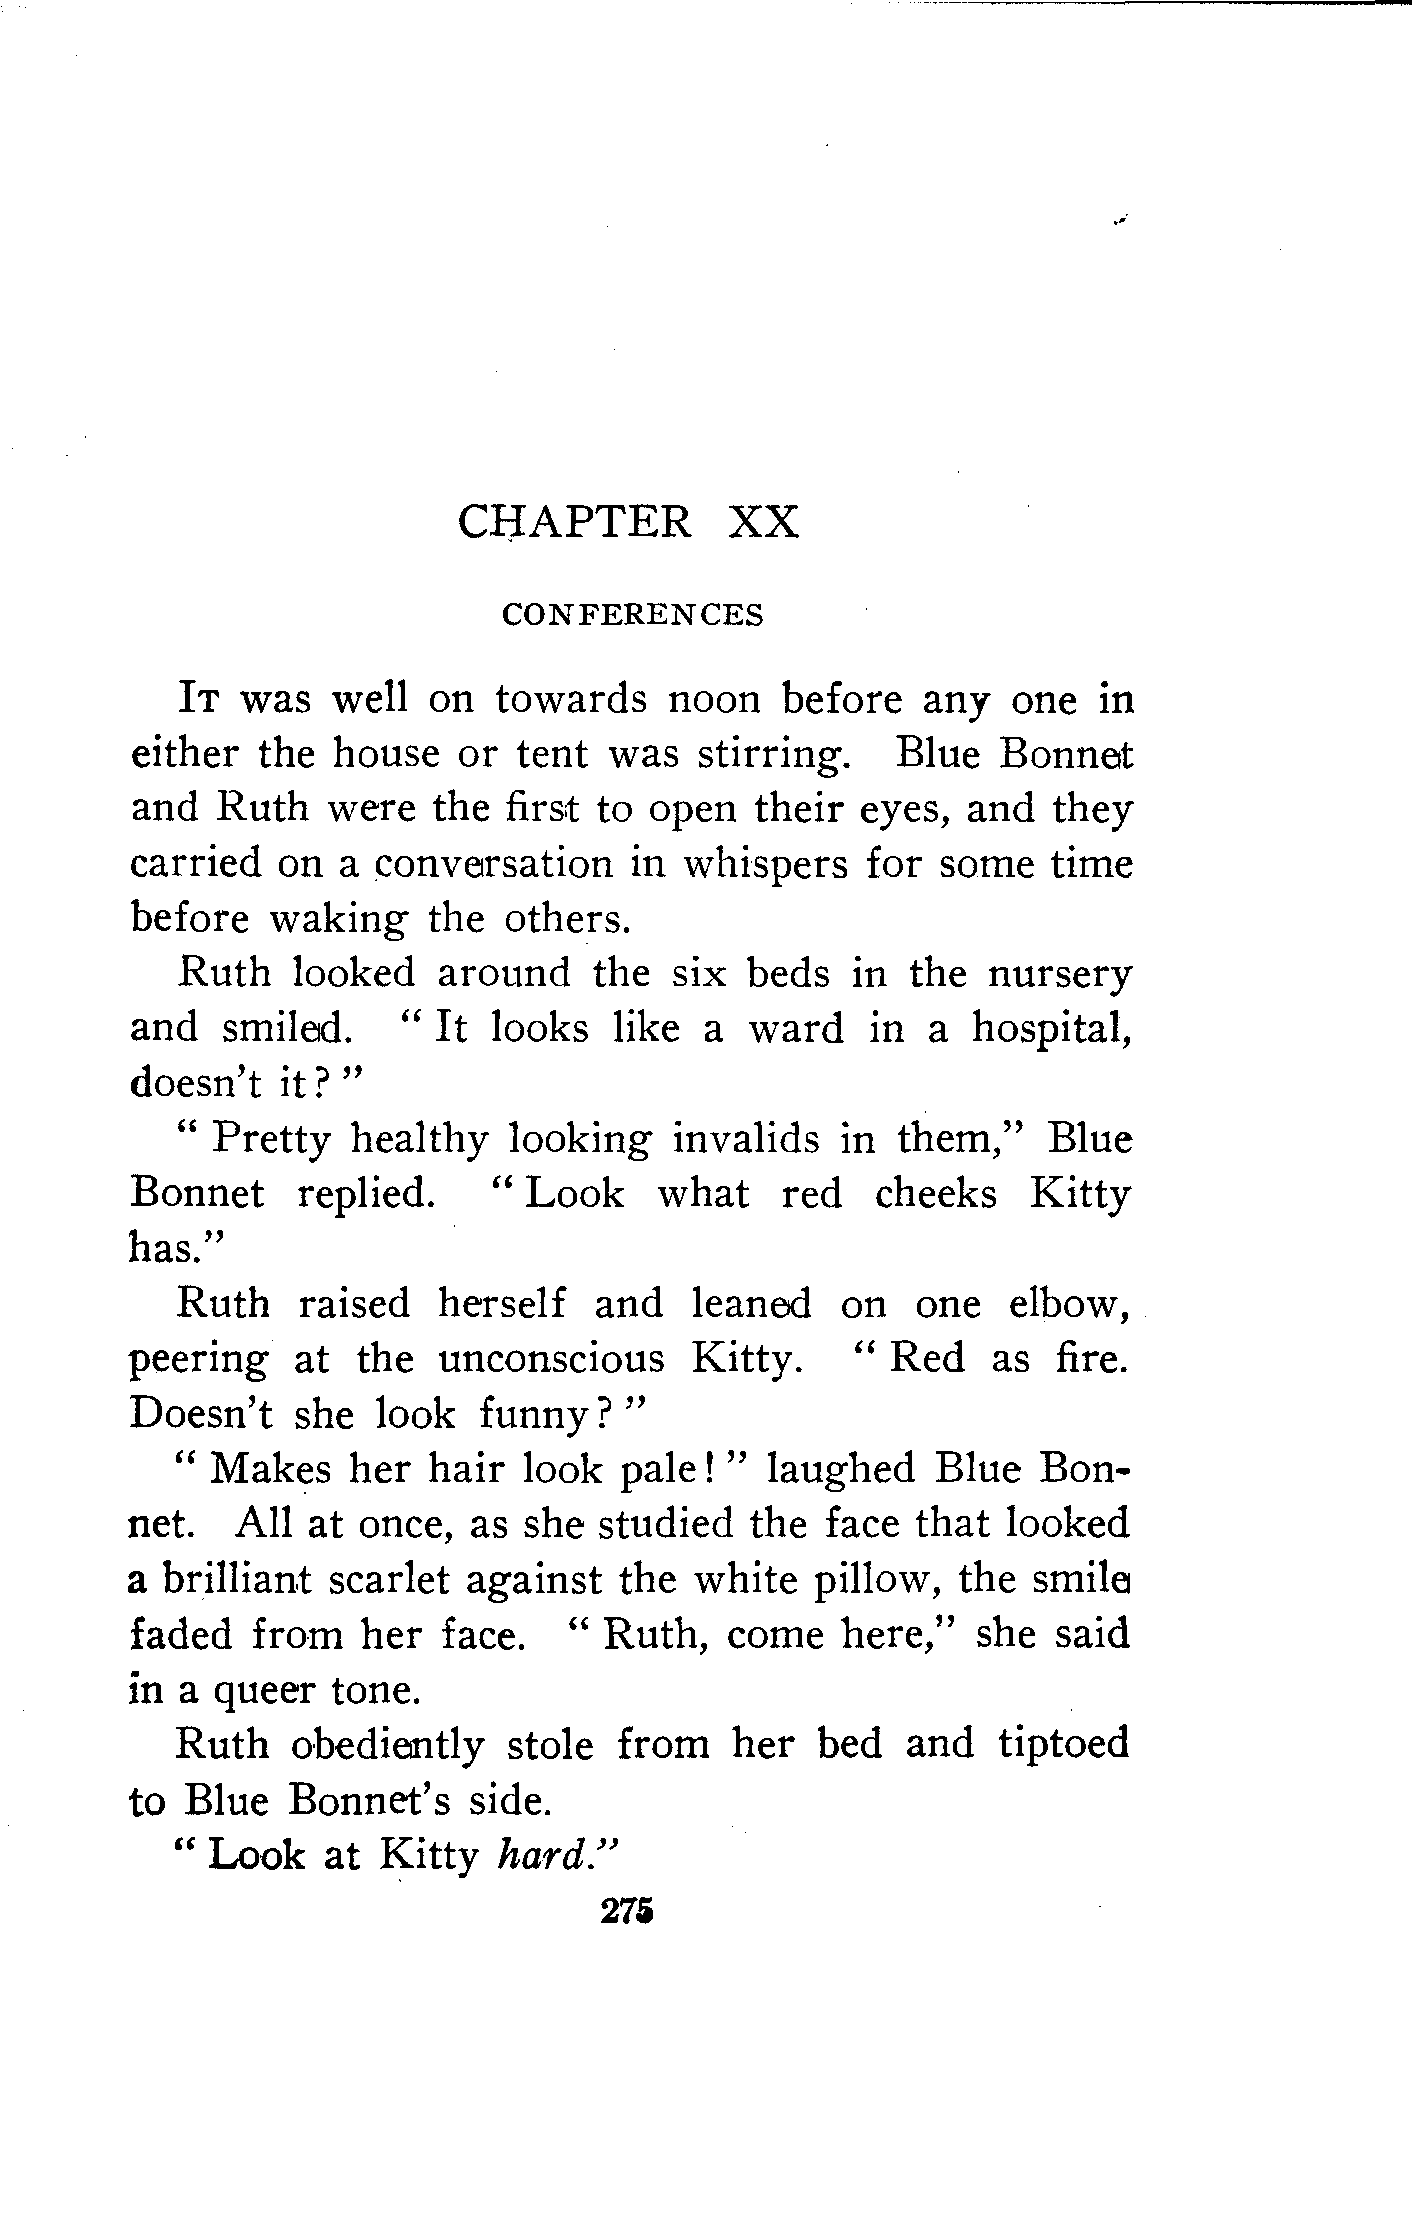 CHAPTER XX
CONFERENCES
IT was well on towards noon before any one in
either the house or tent was stirring. Blue Bonnet
and Ruth were the first to open their eyes, and they
carried on a conversation in whispers for some time
before waking the others.
Ruth looked around the six beds in the nursery
and smiled. “ It looks like a ward in a hospital,
doesn't it? ”
“ Pretty healthy looking invalids in them,” Blue
Bonnet replied. “ Look what red cheeks Kitty
has.”
Ruth raised herself and leaned on one elbow,
peering at the unconscious Kitty. “ Red as fire.
Doesn't she look funny? ”
“ Makes her hair look pale! ” laughed Blue Bon-
net. All at once, as she studied the face that looked
a brilliant scarlet against the white pillow, the smile
faded from her face. “ Ruth, come here,” she said
in a queer tone.
Ruth obediently stole from her bed and tiptoed
to Blue Bonnet's side.
“ Look at Kitty hard.”
275